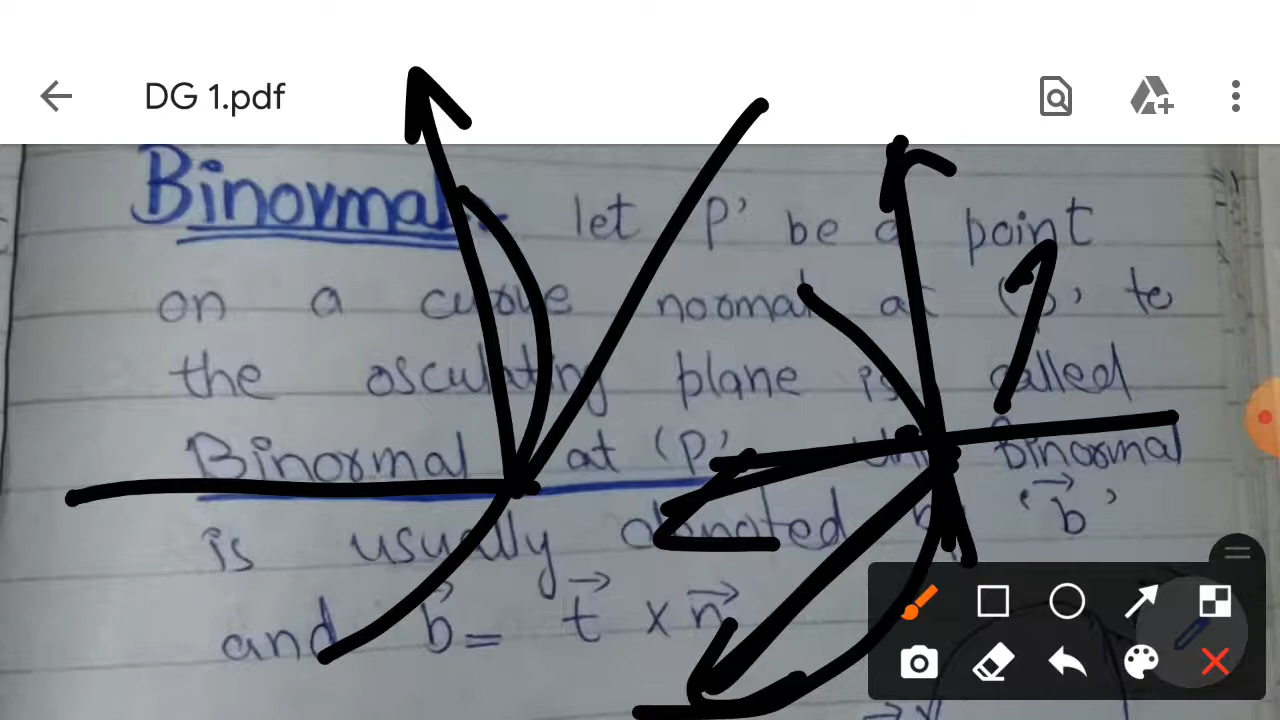 DG 1.pdf
Binormal:- let P' be a point
on a curve normal at (P' to
the osculating plane is called
Binormal at (P' this Binormal
is usually denoted by 'b'
and b = t × n